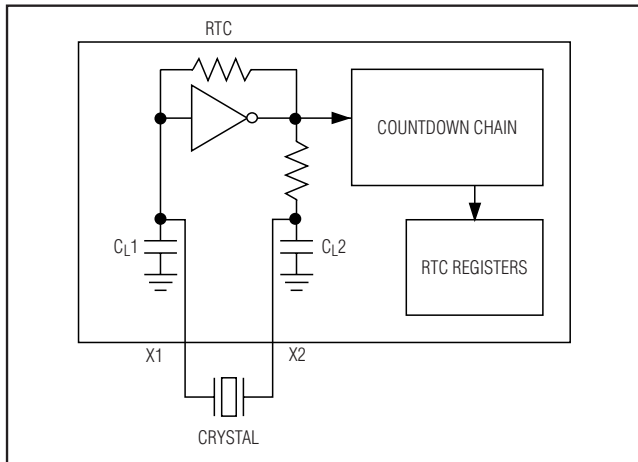 RTC
COUNTDOWN CHAIN
CL1
CL2
RTC REGISTERS
X1
X2
CRYSTAL